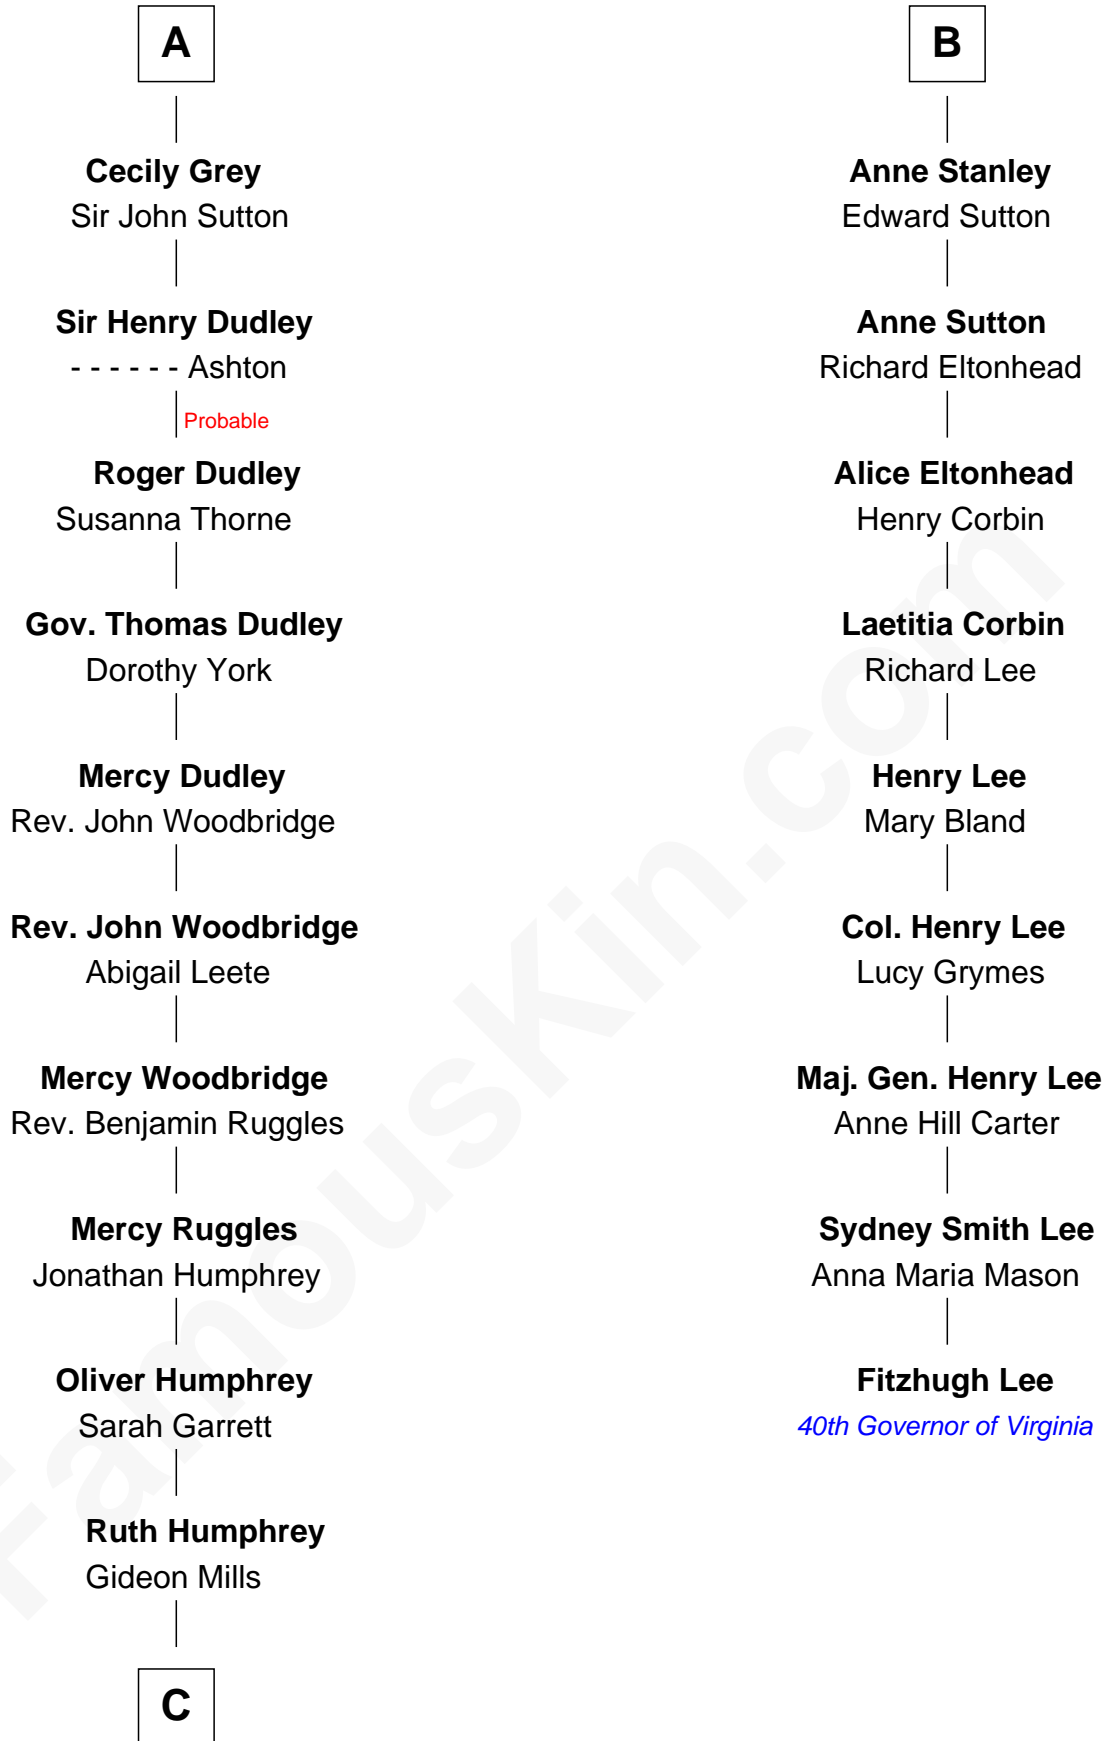 A
Cecily Grey
Sir John Sutton
Sir Henry Dudley
- - - - - - Ashton
Probable
Roger Dudley
Susanna Thorne
Gov. Thomas Dudley
Dorothy York
Mercy Dudley
Rev. John Woodbridge
Rev. John Woodbridge
Abigail Leete
Mercy Woodbridge
Rev. Benjamin Ruggles
Mercy Ruggles
Jonathan Humphrey
Oliver Humphrey
Sarah Garrett
Ruth Humphrey
Gideon Mills
C
B
Anne Stanley
Edward Sutton
Anne Sutton
Richard Eltonhead
Alice Eltonhead
Henry Corbin
Laetitia Corbin
Richard Lee
Henry Lee
Mary Bland
Col. Henry Lee
Lucy Grymes
Maj. Gen. Henry Lee
Anne Hill Carter
Sydney Smith Lee
Anna Maria Mason
Fitzhugh Lee
40th Governor of Virginia
FamousKin.com